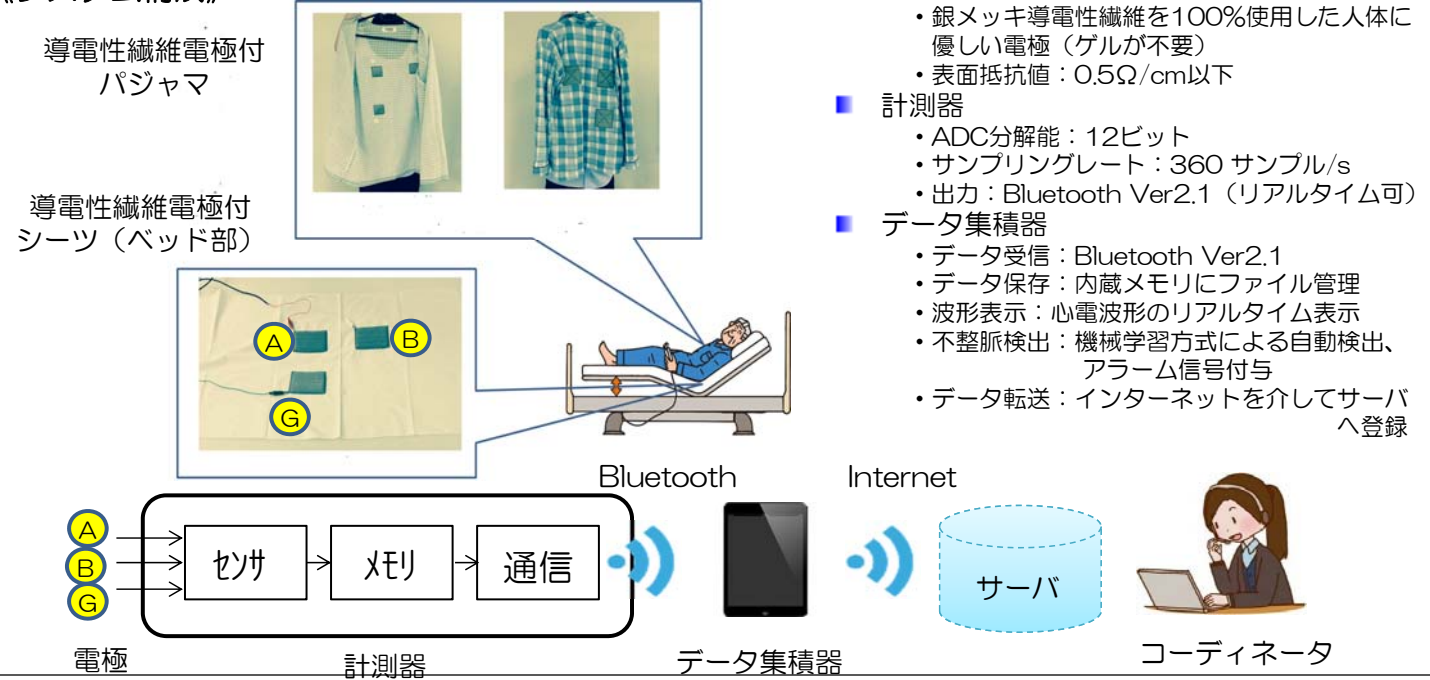 導電性繊維電極付
パジャマ
導電性繊維電極付
シーツ（ベッド部）
A
B
G
・銀メッキ導電性繊維を100%使用した人体に
優しい電極（ゲルが不要）
・表面抵抗値：0.5Ω/cm以下
計測器
・ADC分解能：12ビット
・サンプリングレート：360 サンプル/s
・出力：Bluetooth Ver2.1（リアルタイム可）
データ集積器
・データ受信：Bluetooth Ver2.1
・データ保存：内蔵メモリにファイル管理
・波形表示：心電波形のリアルタイム表示
・不整脈検出：機械学習方式による自動検出、
アラーム信号付与
・データ転送：インターネットを介してサーバ
へ登録
Bluetooth
Internet
A
B
G
センサ
メモリ
通信
サーバ
電極
計測器
データ集積器
コーディネータ